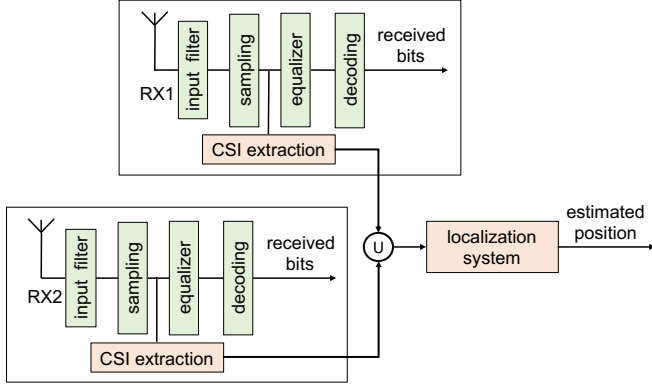 received
bits
RX1
input filter
sampling
equalizer
decoding
CSI extraction
U
localization
system
estimated
position
received
bits
RX2
input filter
sampling
equalizer
decoding
CSI extraction